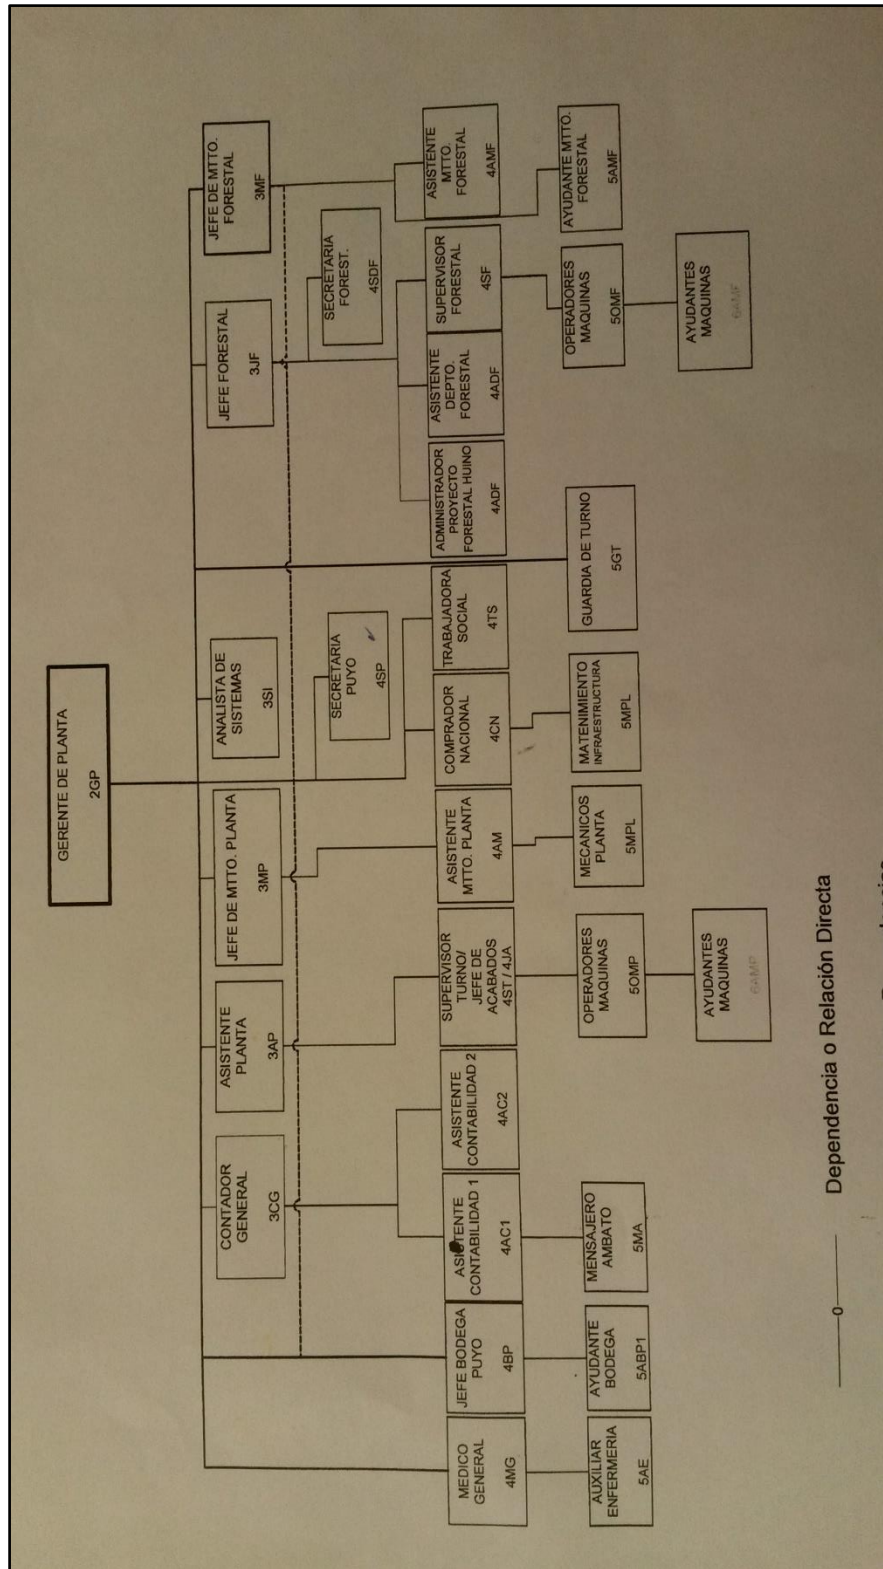 GERENTE DE PLANTA
2GP
CONTADOR
GENERAL
3CG
ASISTENTE
PLANTA
3AP
JEFE DE MTTO. PLANTA
3MP
ANALISTA DE
SISTEMAS
3SI
JEFE FORESTAL
3JF
JEFE DE MTTO.
FORESTAL
3MF
SECRETARIA
PUYO
4SP
SECRETARIA
FOREST.
4SDF
MEDICO
GENERAL
4MG
JEFE BODEGA
PUYO
4BP
ASISTENTE
CONTABILIDAD 1
4AC1
ASISTENTE
CONTABILIDAD 2
4AC2
SUPERVISOR
TURNO/
JEFE DE
ACABADOS
4ST / 4JA
ASISTENTE
MTTO. PLANTA
4AM
COMPRADOR
NACIONAL
4CN
TRABAJADORA
SOCIAL
4TS
ADMINISTRADOR
PROYECTO
FORESTAL HUINO
4ADF
ASISTENTE
DEPTO.
FORESTAL
4ADF
SUPERVISOR
FORESTAL
4SF
ASISTENTE
MTTO.
FORESTAL
4AMF
AUXILIAR
ENFERMERIA
5AE
AYUDANTE
BODEGA
5ABP1
MENSAJERO
AMBATO
5MA
OPERADORES
MAQUINAS
5OMP
MECANICOS
PLANTA
5MPL
MATENIMIENTO
INFRAESTRUCTURA
5MPL
GUARDIA DE TURNO
5GT
OPERADORES
MAQUINAS
5OMF
AYUDANTE MTTO.
FORESTAL
5AMF
AYUDANTES
MAQUINAS
6AMP
AYUDANTES
MAQUINAS
6AMF
0 Dependencia o Relación Directa